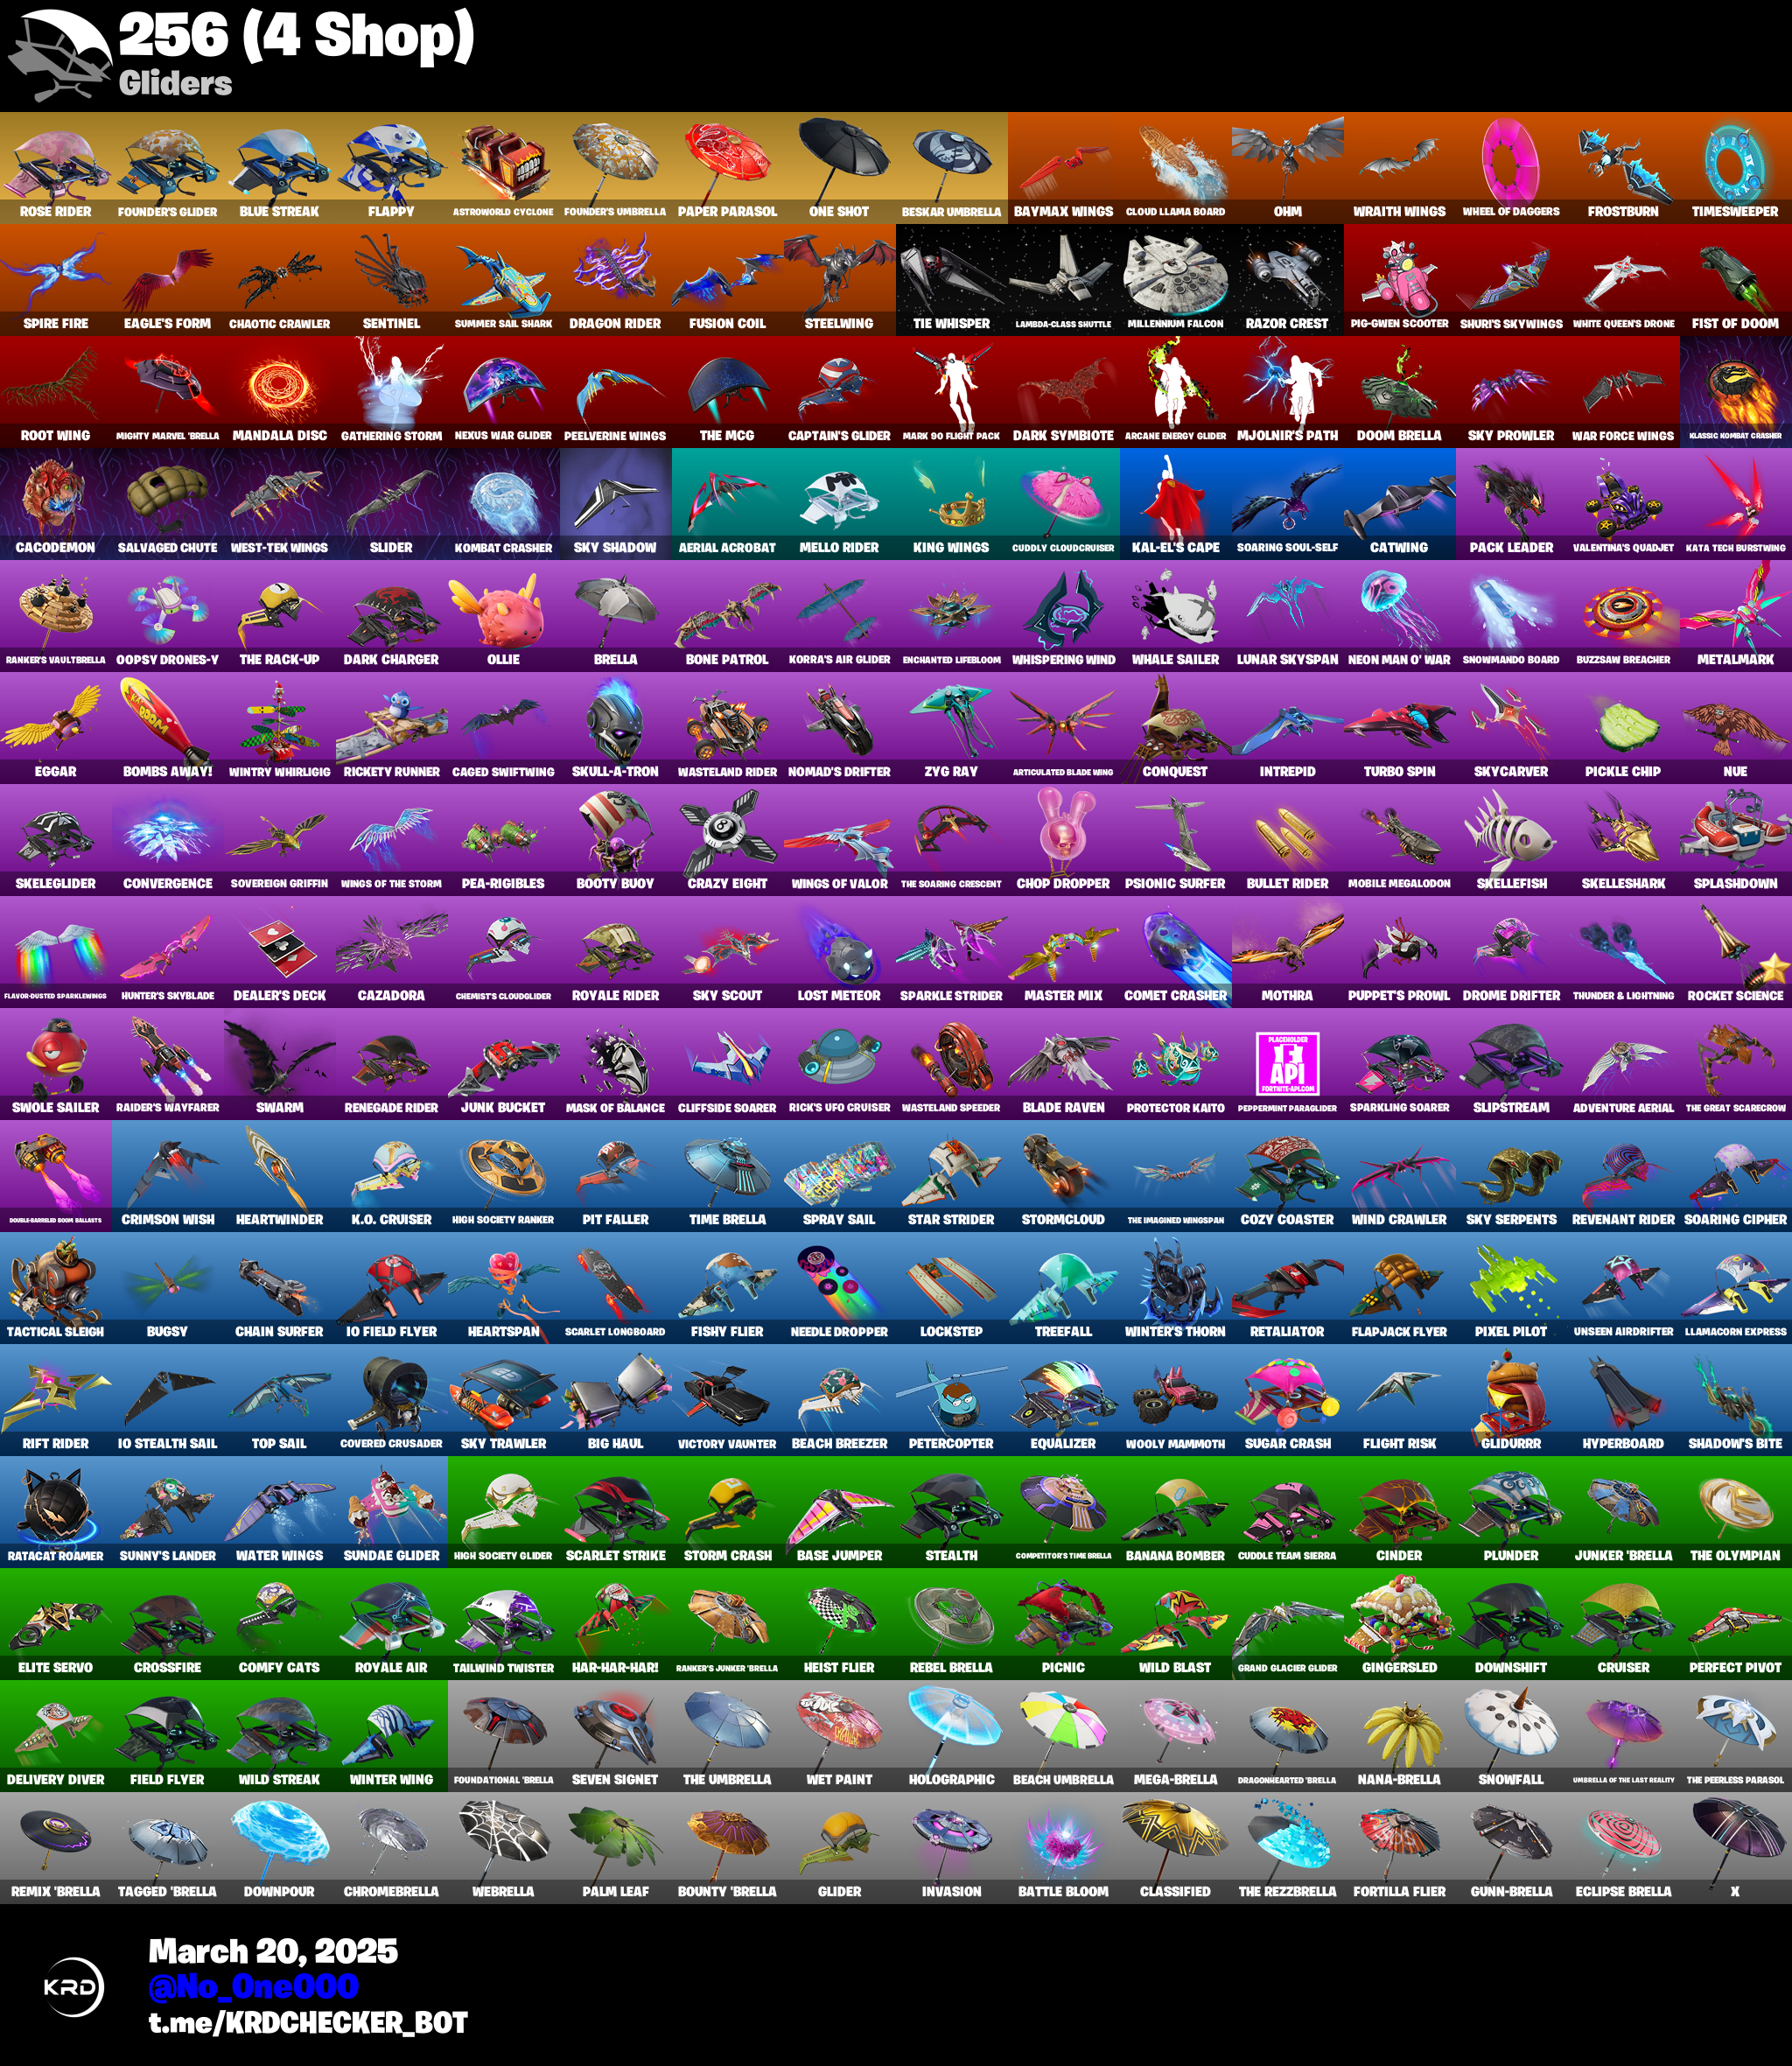 256 (4 Shop)
Gliders
ROSE RIDER FOUNDER'S GLIDER BLUE STREAK FLAPPY ASTROWORLD CYCLONE FOUNDER'S UMBRELLA PAPER PARASOL ONE SHOT BESKAR UMBRELLA BAYMAX WINGS CLOUD LLAMA BOARD OHM WRAITH WINGS WHEEL OF DAGGERS FROSTBURN TIMESWEEPER
SPIRE FIRE EAGLE'S FORM CHAOTIC CRAWLER SENTINEL SUMMER SAIL SHARK DRAGON RIDER FUSION COIL STEELWING TIE WHISPER LAMBDA-CLASS SHUTTLE MILLENNIUM FALCON RAZOR CREST PIG-GWEN SCOOTER SHURI'S SKYWINGS WHITE QUEEN'S DRONE FIST OF DOOM
ROOT WING MIGHTY MARVEL 'BRELLA MANDALA DISC GATHERING STORM NEXUS WAR GLIDER PEELVERINE WINGS THE MCG CAPTAIN'S GLIDER MARK 90 FLIGHT PACK DARK SYMBIOTE ARCANE ENERGY GLIDER MJOLNIR'S PATH DOOM BRELLA SKY PROWLER WAR FORCE WINGS KLASSIC KOMBAT CRASHER
CACODEMON SALVAGED CHUTE WEST-TEK WINGS SLIDER KOMBAT CRASHER SKY SHADOW AERIAL ACROBAT MELLO RIDER KING WINGS CUDDLY CLOUDCRUISER KAL-EL'S CAPE SOARING SOUL-SELF CATWING PACK LEADER VALENTINA'S QUADJET KATA TECH BURSTWING
RANKER'S VAULTBRELLA OOPSY DRONES-Y THE RACK-UP DARK CHARGER OLLIE BRELLA BONE PATROL KORRA'S AIR GLIDER ENCHANTED LIFEBLOOM WHISPERING WIND WHALE SAILER LUNAR SKYSPAN NEON MAN O' WAR SNOWMANDO BOARD BUZZSAW BREACHER METALMARK
EGGAR BOMBS AWAY! WINTRY WHIRLIGIG RICKETY RUNNER CAGED SWIFTWING SKULL-A-TRON WASTELAND RIDER NOMAD'S DRIFTER ZYG RAY ARTICULATED BLADE WING CONQUEST INTREPID TURBO SPIN SKYCARVER PICKLE CHIP NUE
SKELEGLIDER CONVERGENCE SOVEREIGN GRIFFIN WINGS OF THE STORM PEA-RIGIBLES BOOTY BUOY CRAZY EIGHT WINGS OF VALOR THE SOARING CRESCENT CHOP DROPPER PSIONIC SURFER BULLET RIDER MOBILE MEGALODON SKELLEFISH SKELLESHARK SPLASHDOWN
FLAVOR-DUSTED SPARKLEWINGS HUNTER'S SKYBLADE DEALER'S DECK CAZADORA CHEMIST'S CLOUDGLIDER ROYALE RIDER SKY SCOUT LOST METEOR SPARKLE STRIDER MASTER MIX COMET CRASHER MOTHRA PUPPET'S PROWL DROME DRIFTER THUNDER & LIGHTNING ROCKET SCIENCE
PLACEHOLDER
API
FORTNITE-API.COM
SWOLE SAILER RAIDER'S WAYFARER SWARM RENEGADE RIDER JUNK BUCKET MASK OF BALANCE CLIFFSIDE SOARER RICK'S UFO CRUISER WASTELAND SPEEDER BLADE RAVEN PROTECTOR KAITO PEPPERMINT PARAGLIDER SPARKLING SOARER SLIPSTREAM ADVENTURE AERIAL THE GREAT SCARECROW
DOUBLE-BARRELED BOOM BALLASTS CRIMSON WISH HEARTWINDER K.O. CRUISER HIGH SOCIETY RANKER PIT FALLER TIME BRELLA SPRAY SAIL STAR STRIDER STORMCLOUD THE IMAGINED WINGSPAN COZY COASTER WIND CRAWLER SKY SERPENTS REVENANT RIDER SOARING CIPHER
TACTICAL SLEIGH BUGSY CHAIN SURFER IO FIELD FLYER HEARTSPAN SCARLET LONGBOARD FISHY FLIER NEEDLE DROPPER LOCKSTEP TREEFALL WINTER'S THORN RETALIATOR FLAPJACK FLYER PIXEL PILOT UNSEEN AIRDRIFTER LLAMACORN EXPRESS
RIFT RIDER IO STEALTH SAIL TOP SAIL COVERED CRUSADER SKY TRAWLER BIG HAUL VICTORY VAUNTER BEACH BREEZER PETERCOPTER EQUALIZER WOOLY MAMMOTH SUGAR CRASH FLIGHT RISK GLIDURRR HYPERBOARD SHADOW'S BITE
RATACAT ROAMER SUNNY'S LANDER WATER WINGS SUNDAE GLIDER HIGH SOCIETY GLIDER SCARLET STRIKE STORM CRASH BASE JUMPER STEALTH COMPETITOR'S TIME BRELLA BANANA BOMBER CUDDLE TEAM SIERRA CINDER PLUNDER JUNKER 'BRELLA THE OLYMPIAN
ELITE SERVO CROSSFIRE COMFY CATS ROYALE AIR TAILWIND TWISTER HAR-HAR-HAR! RANKER'S JUNKER 'BRELLA HEIST FLIER REBEL BRELLA PICNIC WILD BLAST GRAND GLACIER GLIDER GINGERSLED DOWNSHIFT CRUISER PERFECT PIVOT
DELIVERY DIVER FIELD FLYER WILD STREAK WINTER WING FOUNDATIONAL 'BRELLA SEVEN SIGNET THE UMBRELLA WET PAINT HOLOGRAPHIC BEACH UMBRELLA MEGA-BRELLA DRAGONHEARTED 'BRELLA NANA-BRELLA SNOWFALL UMBRELLA OF THE LAST REALITY THE PEERLESS PARASOL
REMIX 'BRELLA TAGGED 'BRELLA DOWNPOUR CHROMEBRELLA WEBRELLA PALM LEAF BOUNTY 'BRELLA GLIDER INVASION BATTLE BLOOM CLASSIFIED THE REZZBRELLA FORTILLA FLIER GUNN-BRELLA ECLIPSE BRELLA X
March 20, 2025
KRD
@No_One000
t.me/KRDCHECKER_BOT